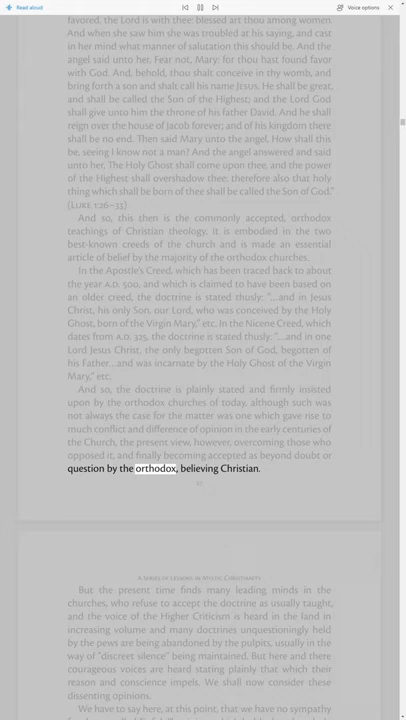 Read aloud
Voice options
favored, the Lord is with thee: blessed art thou among women.
And when she saw him she was troubled at his saying, and cast
in her mind what manner of salutation this should be. And the
angel said unto her, Fear not, Mary: for thou hast found favor
with God. And, behold, thou shalt conceive in thy womb, and
bring forth a son and shalt call his name JESUS. He shall be great,
and shall be called the Son of the Highest; and the Lord God
shall give unto him the throne of his father David. And he shall
reign over the house of Jacob forever; and of his kingdom there
shall be no end. Then said Mary unto the angel, How shall this
be, seeing I know not a man? And the angel answered and said
unto her, The Holy Ghost shall come upon thee, and the power
of the Highest shall overshadow thee: therefore also that holy
thing which shall be born of thee shall be called the Son of God."
(LUKE 1:26–35).
And so, this then is the commonly accepted, orthodox
teachings of Christian theology. It is embodied in the two
best-known creeds of the church and is made an essential
article of belief by the majority of the orthodox churches.
In the Apostle's Creed, which has been traced back to about
the year A.D. 500, and which is claimed to have been based on
an older creed, the doctrine is stated thusly: "...and in Jesus
Christ, his only Son, our Lord, who was conceived by the Holy
Ghost, born of the Virgin Mary," etc. In the Nicene Creed, which
dates from A.D. 325, the doctrine is stated thusly: "...and in one
Lord Jesus Christ, the only begotten Son of God, begotten of
his Father...and was incarnate by the Holy Ghost of the Virgin
Mary," etc.
And so, the doctrine is plainly stated and firmly insisted
upon by the orthodox churches of today, although such was
not always the case for the matter was one which gave rise to
much conflict and difference of opinion in the early centuries of
the Church, the present view, however, overcoming those who
opposed it, and finally becoming accepted as beyond doubt or
question by the orthodox, believing Christian.
A SERIES OF LESSONS IN MYSTIC CHRISTIANITY
But the present time finds many leading minds in the
churches, who refuse to accept the doctrine as usually taught,
and the voice of the Higher Criticism is heard in the land in
increasing volume and many doctrines unquestioningly held
by the pews are being abandoned by the pulpits, usually in the
way of "discreet silence" being maintained. But here and there
courageous voices are heard stating plainly that which their
reason and conscience impels. We shall now consider these
dissenting opinions.
We have to say here, at this point, that we have no sympathy